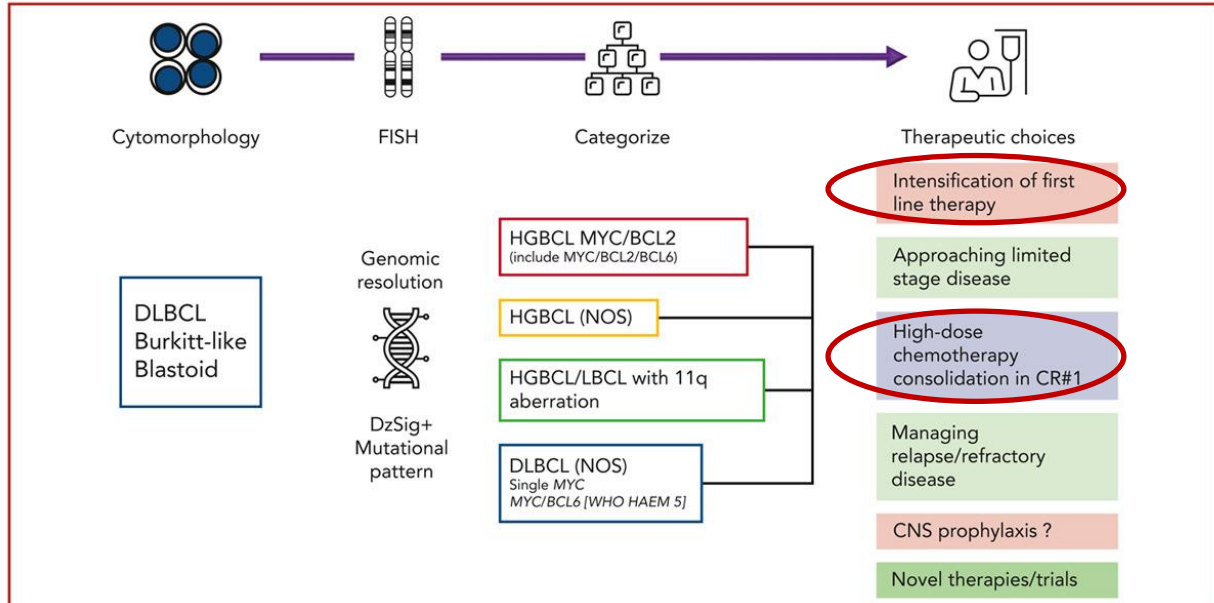 Cytomorphology
FISH
Categorize
Therapeutic choices
DLBCL
Burkitt-like
Blastoid
Genomic
resolution
DzSig+
Mutational
pattern
HGBCL MYC/BCL2
(include MYC/BCL2/BCL6)
HGBCL (NOS)
HGBCL/LBCL with 11q
aberration
DLBCL (NOS)
Single MYC
MYC/BCL6 [WHO HAEM 5]
Intensification of first
line therapy
Approaching limited
stage disease
High-dose
chemotherapy
consolidation in CR#1
Managing
relapse/refractory
disease
CNS prophylaxis ?
Novel therapies/trials